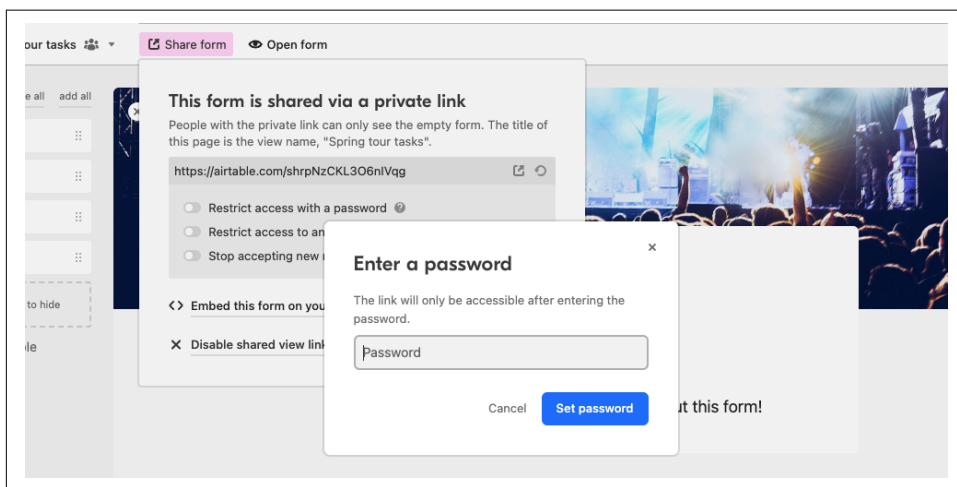 our tasks
Share form
Open form
e all add all
This form is shared via a private link
People with the private link can only see the empty form. The title of
this page is the view name, "Spring tour tasks".
https://airtable.com/shrpNzCKL3O6nIVqg
Restrict access with a password
Restrict access to an
Stop accepting new
Enter a password
The link will only be accessible after entering the
password.
Password
Cancel Set password
to hide
Embed this form on you
Disable shared view link
le
ut this form!